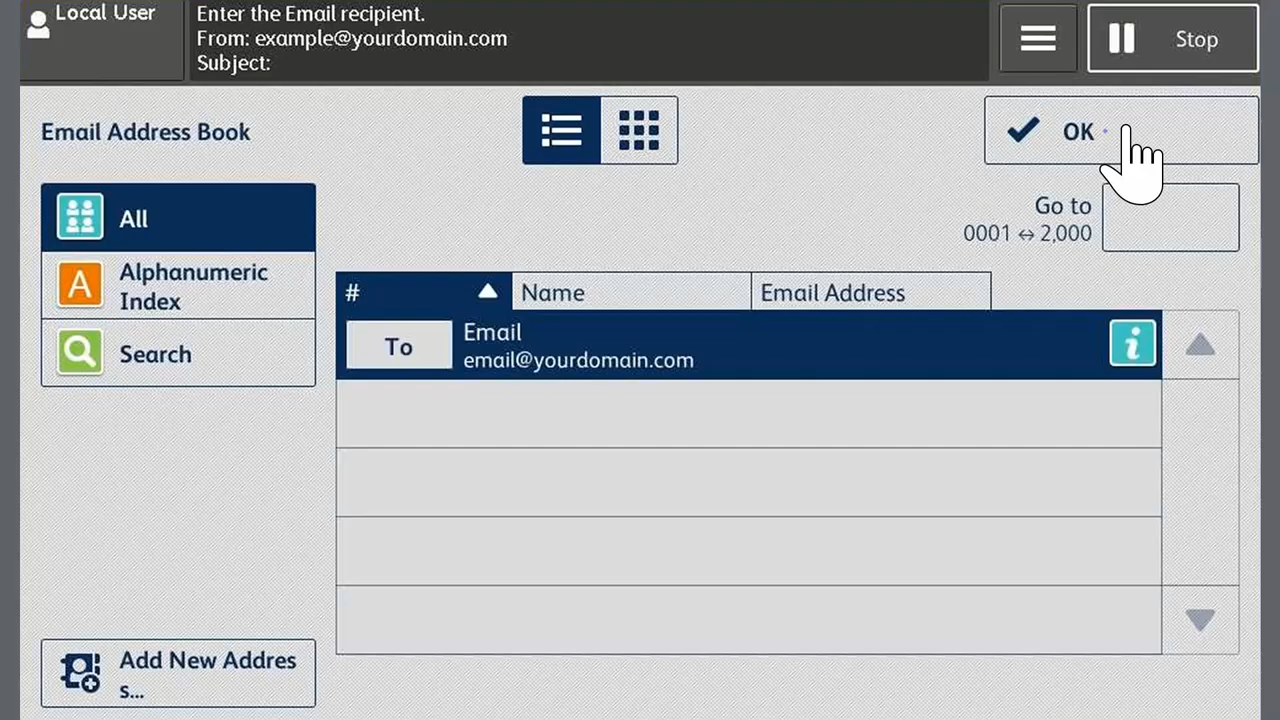 Local User
Enter the Email recipient.
From: example@yourdomain.com
Subject:
Stop
Email Address Book
OK
All
Go to
0001 ↔ 2,000
A
Alphanumeric
Index
Search
#
Name
Email Address
To
Email
email@yourdomain.com
i
Add New Addres
s...